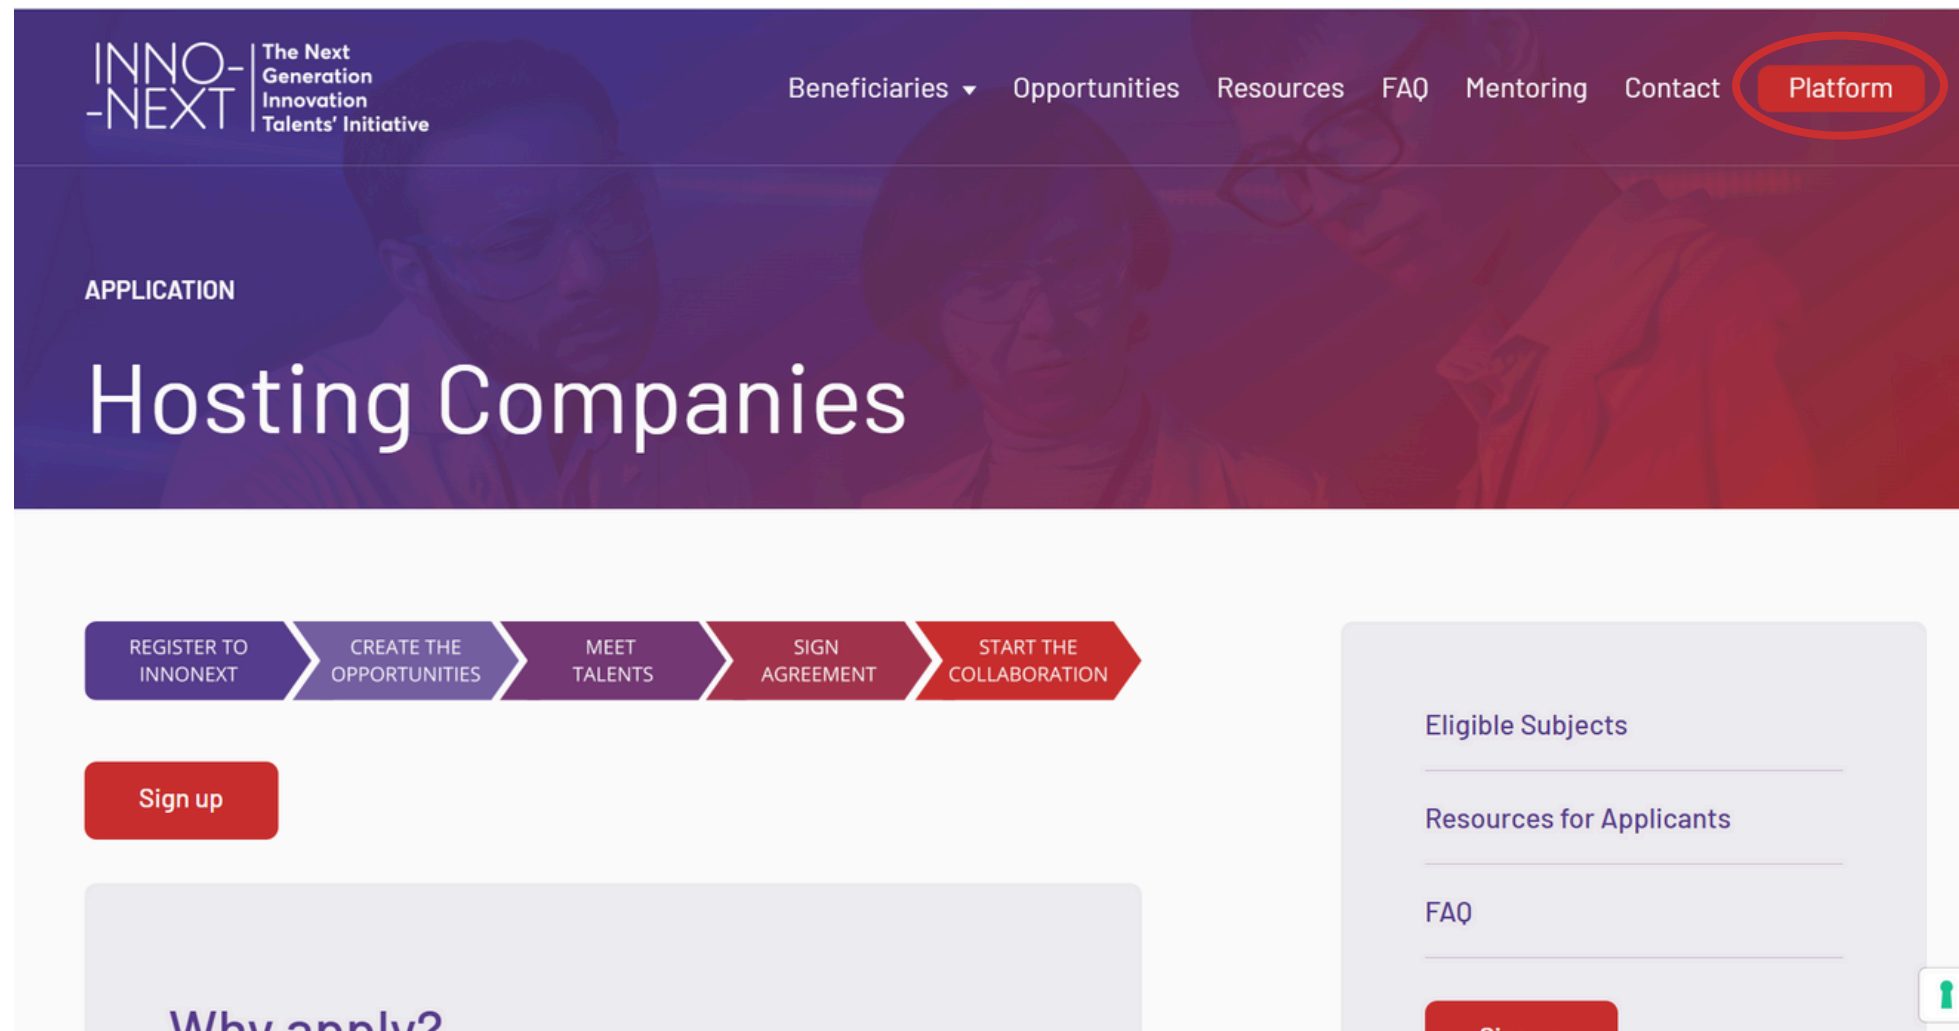 INNO-
-NEXT
The Next
Generation
Innovation
Talents' Initiative
Beneficiaries Opportunities Resources FAQ Mentoring Contact Platform
APPLICATION
Hosting Companies
REGISTER TO
INNONEXT
CREATE THE
OPPORTUNITIES
MEET
TALENTS
SIGN
AGREEMENT
START THE
COLLABORATION
Sign up
Why apply?
Eligible Subjects
Resources for Applicants
FAQ